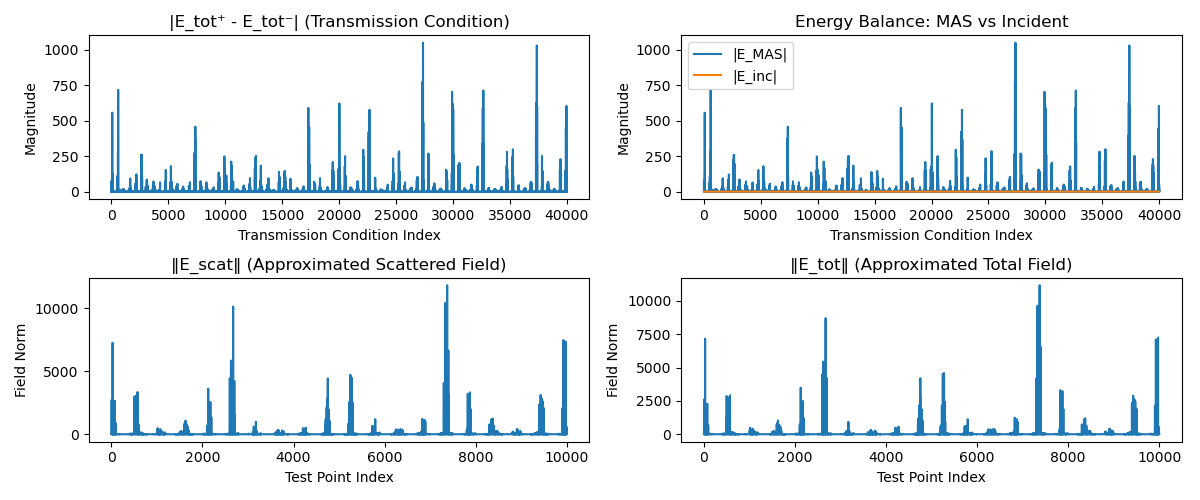 |E_tot⁺ - E_tot⁻| (Transmission Condition)
Magnitude
1000
750
500
250
0
0 5000 10000 15000 20000 25000 30000 35000 40000
Transmission Condition Index
Energy Balance: MAS vs Incident
|E_MAS|
|E_inc|
Magnitude
1000
750
500
250
0
0 5000 10000 15000 20000 25000 30000 35000 40000
Transmission Condition Index
‖E_scat‖ (Approximated Scattered Field)
Field Norm
10000
5000
0
0 2000 4000 6000 8000 10000
Test Point Index
‖E_tot‖ (Approximated Total Field)
Field Norm
10000
7500
5000
2500
0
0 2000 4000 6000 8000 10000
Test Point Index